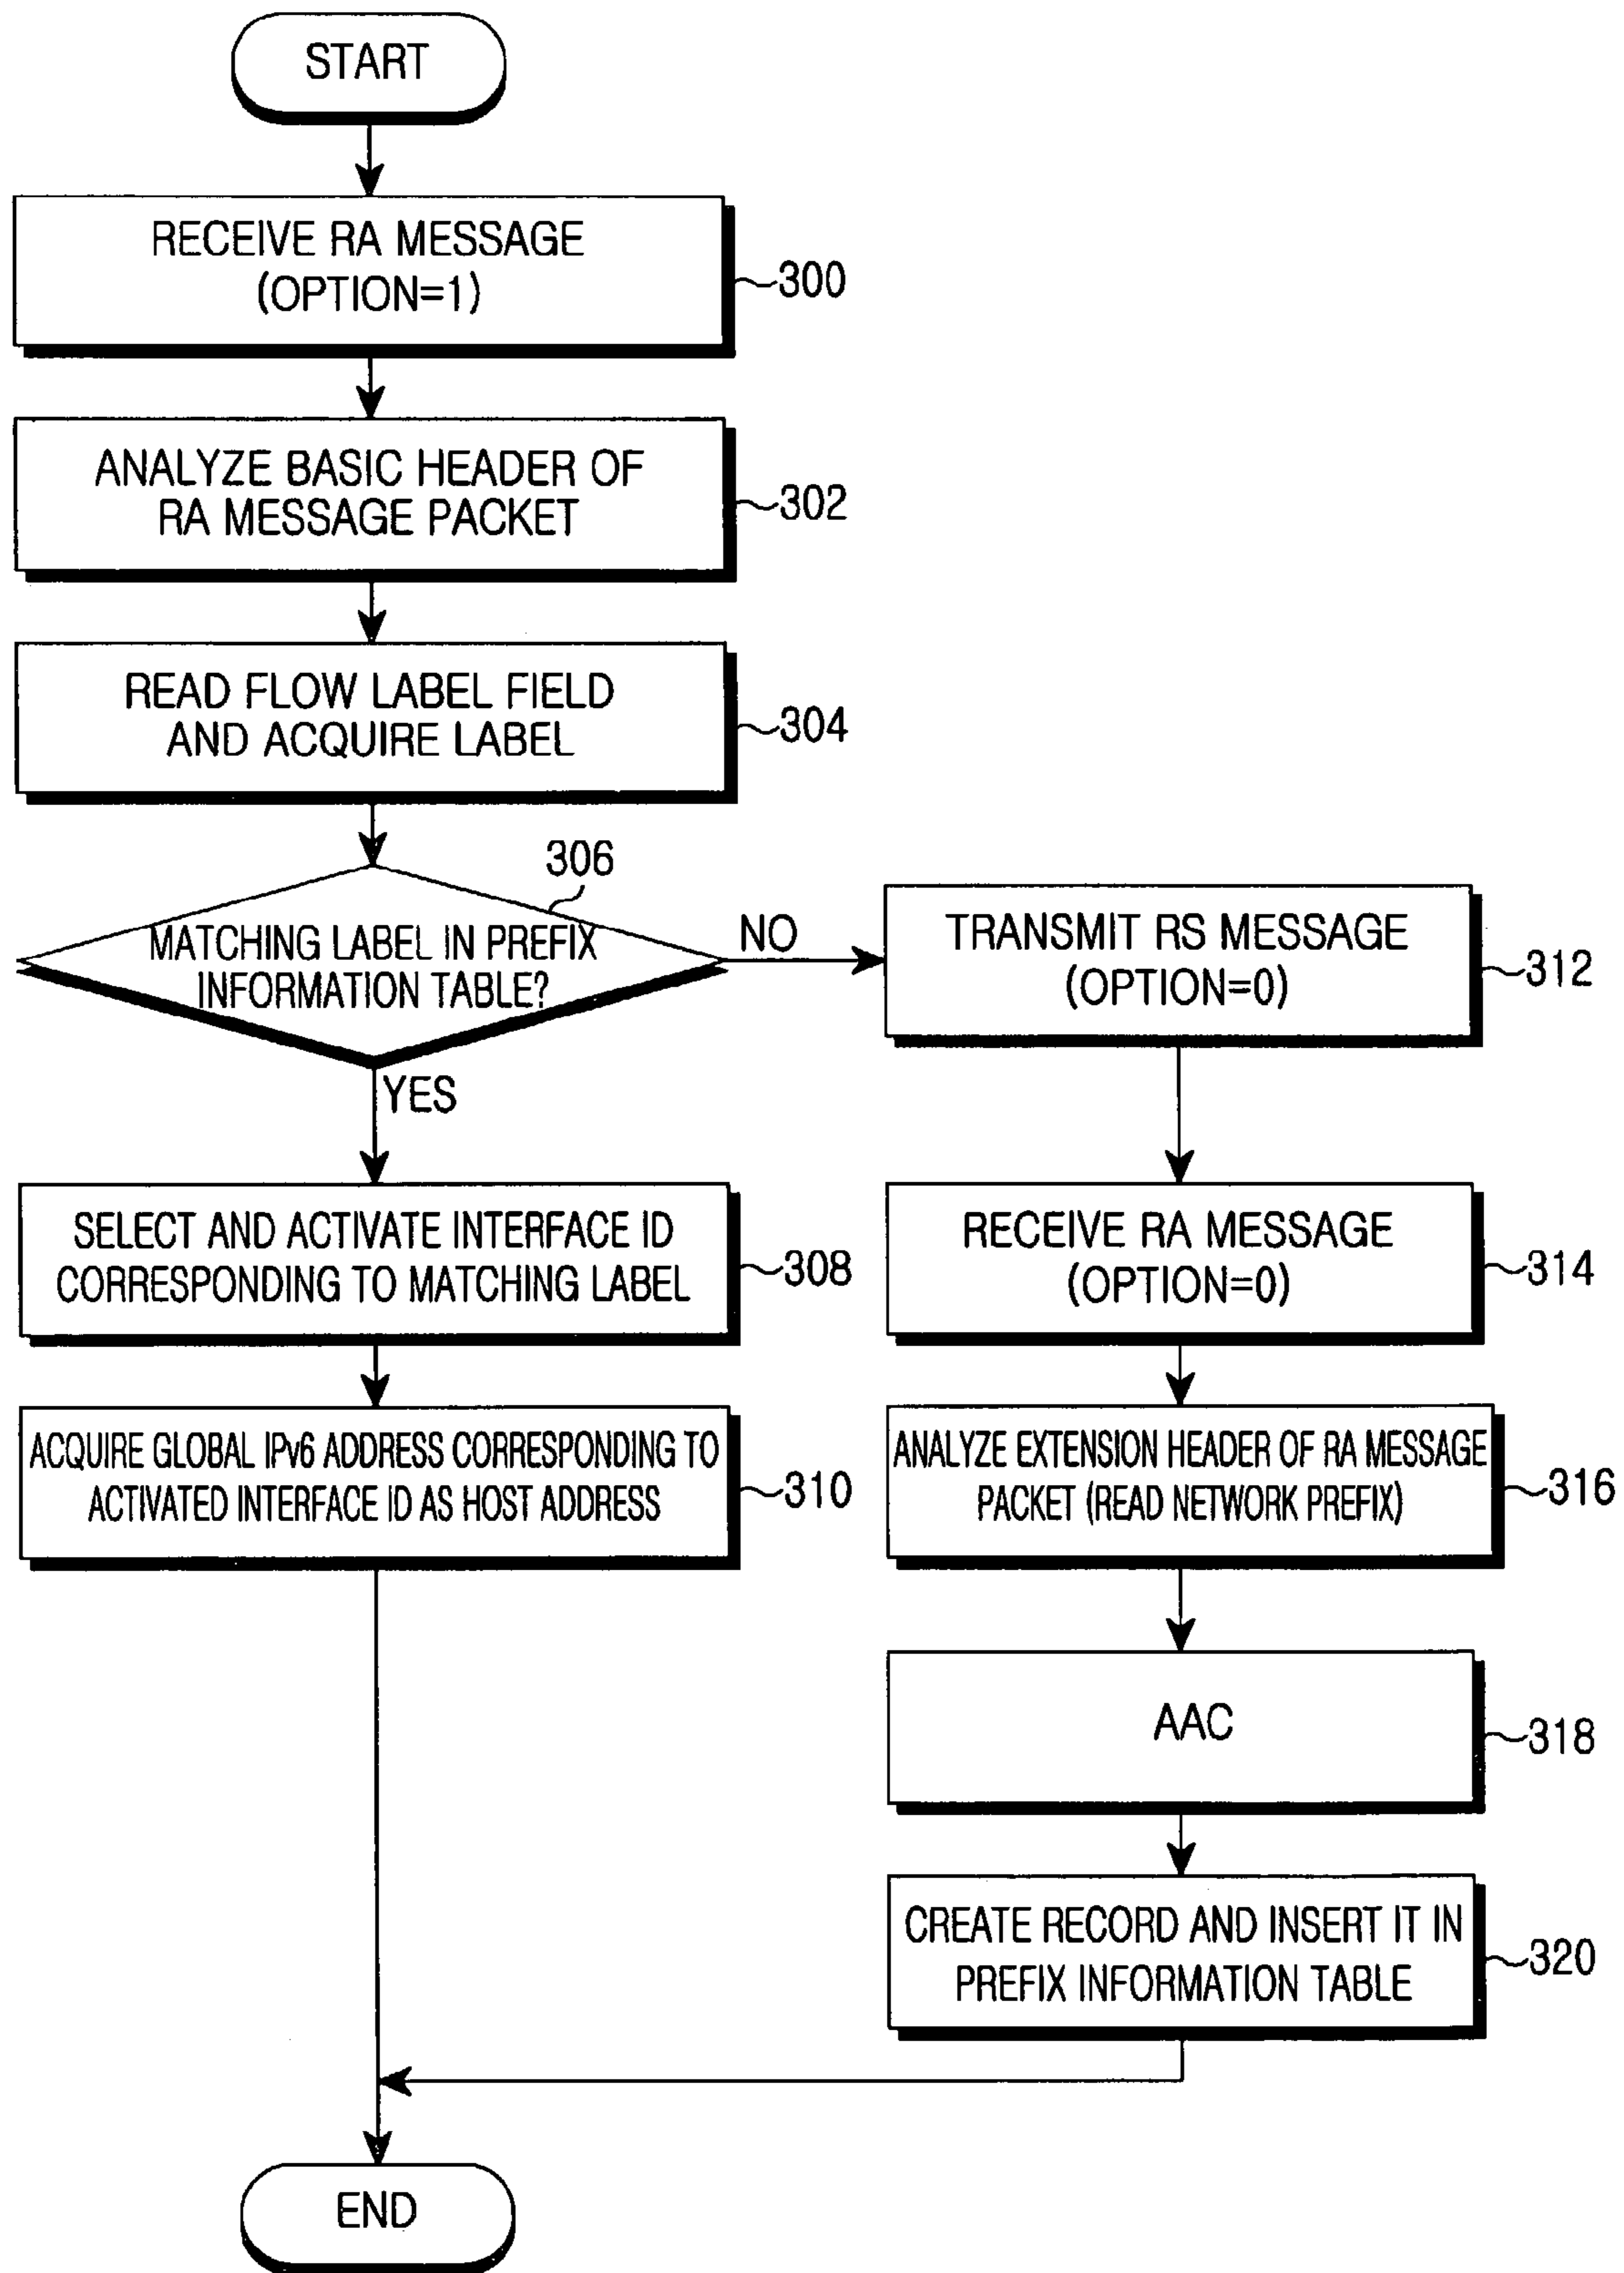 START
RECEIVE RA MESSAGE
(OPTION=1)
300
ANALYZE BASIC HEADER OF
RA MESSAGE PACKET
302
READ FLOW LABEL FIELD
AND ACQUIRE LABEL
304
306
MATCHING LABEL IN PREFIX
INFORMATION TABLE?
NO
YES
TRANSMIT RS MESSAGE
(OPTION=0)
312
SELECT AND ACTIVATE INTERFACE ID
CORRESPONDING TO MATCHING LABEL
308
RECEIVE RA MESSAGE
(OPTION=0)
314
ACQUIRE GLOBAL IPv6 ADDRESS CORRESPONDING TO
ACTIVATED INTERFACE ID AS HOST ADDRESS
310
ANALYZE EXTENSION HEADER OF RA MESSAGE
PACKET (READ NETWORK PREFIX)
316
AAC
318
CREATE RECORD AND INSERT IT IN
PREFIX INFORMATION TABLE
320
END